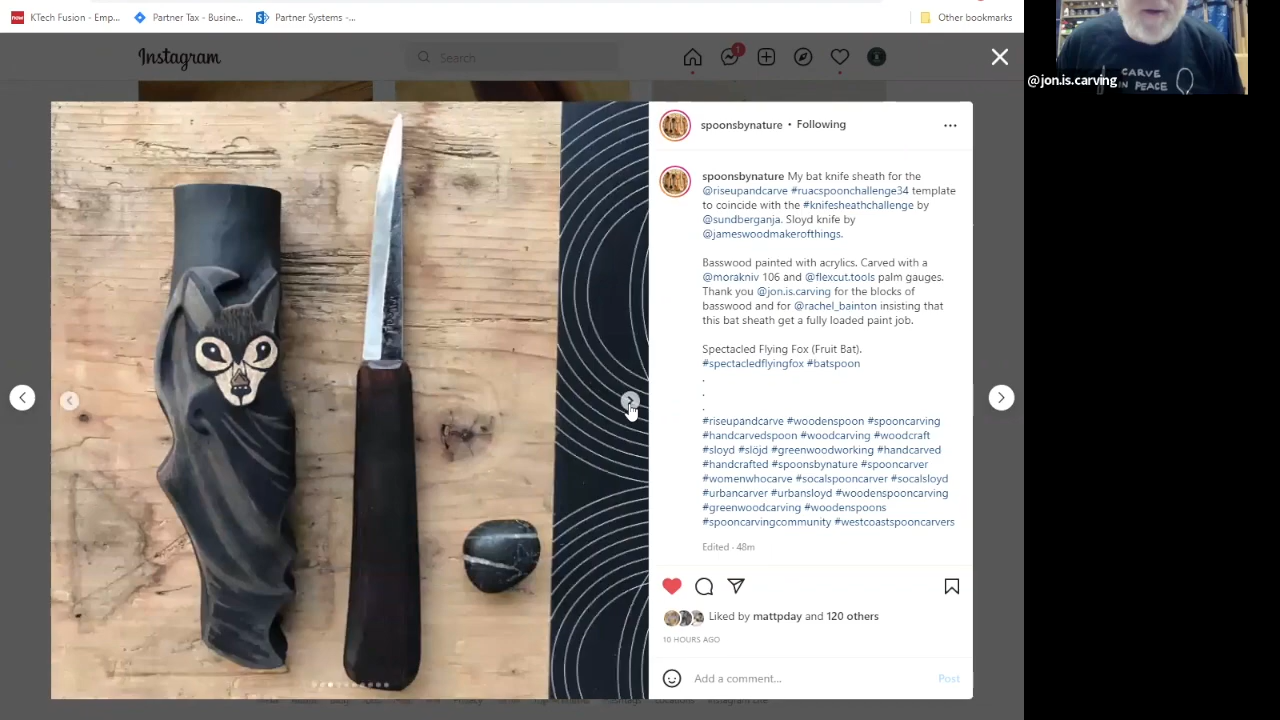 KTech Fusion - Emp...
Partner Tax - Busine...
Partner Systems -...
Other bookmarks
Instagram
Search
1
@jon.is.carving
CARVE
IN PEACE
spoonsbynature • Following
spoonsbynature My bat knife sheath for the
@riseupandcarve #ruacspoonchallenge34 template
to coincide with the #knifesheathchallenge by
@sundberganja. Sloyd knife by
@jameswoodmakerofthings.
Basswood painted with acrylics. Carved with a
@morakniv 106 and @flexcut.tools palm gauges.
Thank you @jon.is.carving for the blocks of
basswood and for @rachel_bainton insisting that
this bat sheath get a fully loaded paint job.
Spectacled Flying Fox (Fruit Bat).
#spectacledflyingfox #batspoon
.
.
.
#riseupandcarve #woodenspoon #spooncarving
#handcarvedspoon #woodcarving #woodcraft
#sloyd #slöjd #greenwoodworking #handcarved
#handcrafted #spoonsbynature #spooncarver
#womenwhocarve #socalspooncarver #socalsloyd
#urbancarver #urbansloyd #woodenspooncarving
#greenwoodcarving #woodenspoons
#spooncarvingcommunity #westcoastspooncarvers
Edited · 48m
Liked by mattpday and 120 others
10 HOURS AGO
Add a comment...
Post